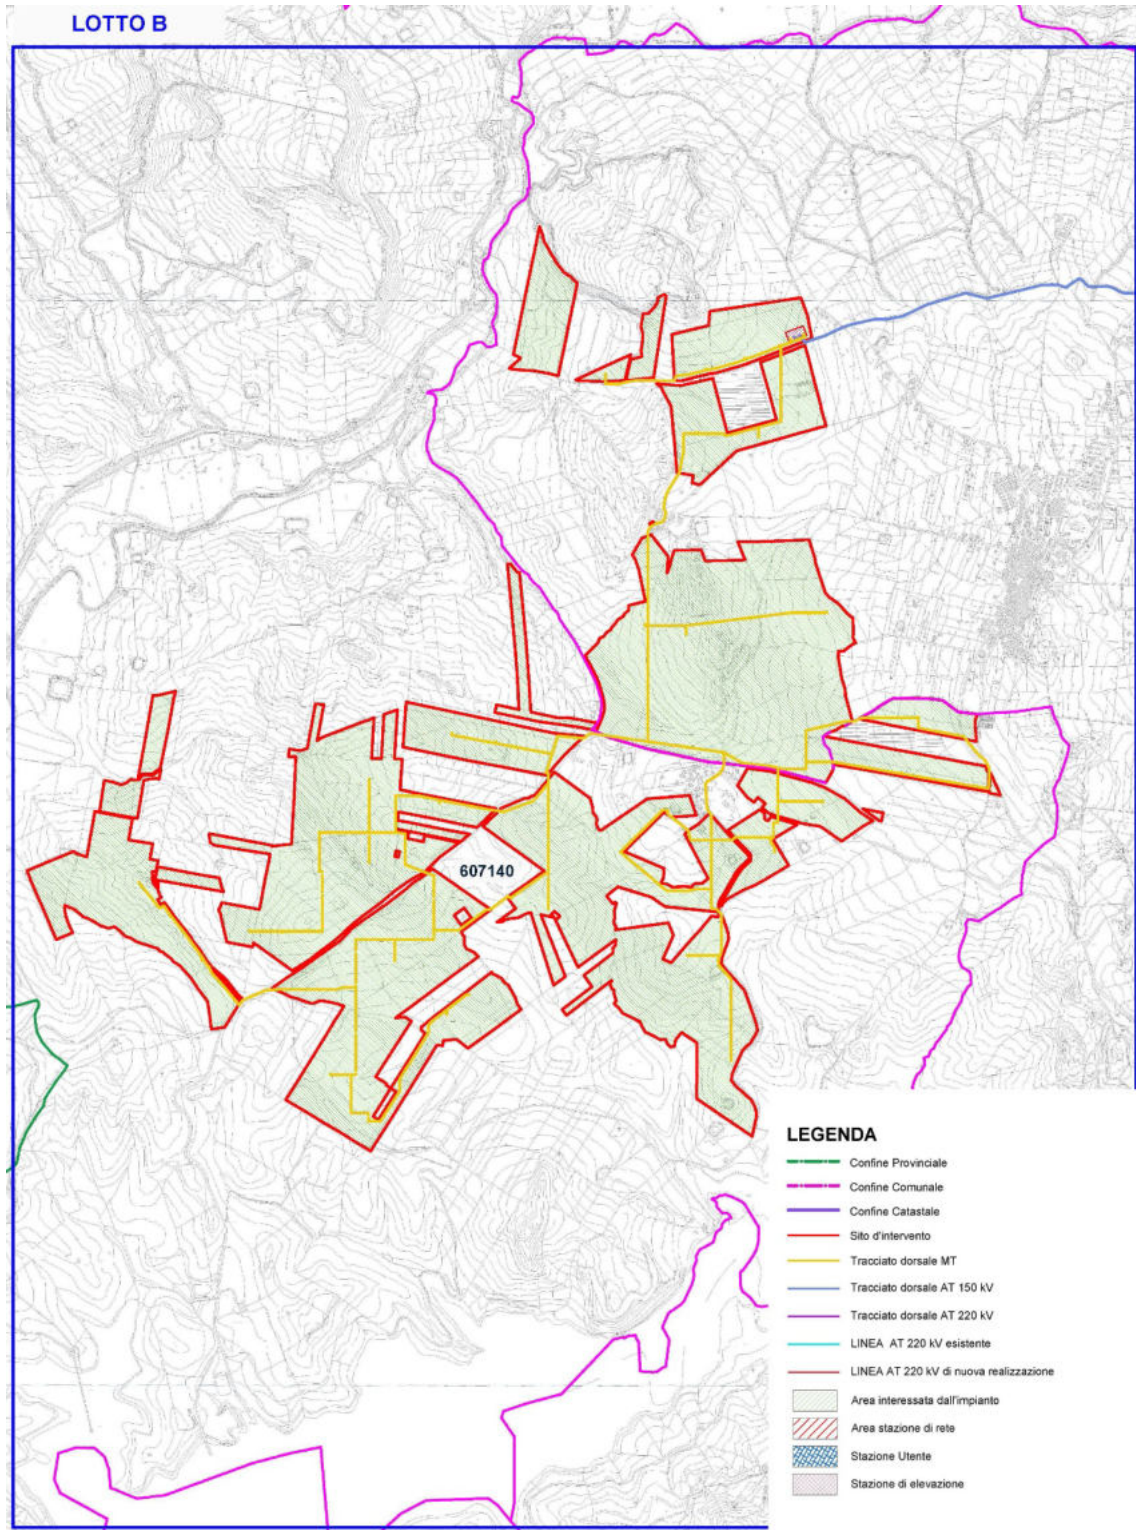 LOTTO B
607140
LEGENDA
Confine Provinciale
Confine Comunale
Confine Catastale
Sito d'intervento
Tracciato dorsale MT
Tracciato dorsale AT 150 kV
Tracciato dorsale AT 220 kV
LINEA AT 220 kV esistente
LINEA AT 220 kV di nuova realizzazione
Area interessata dall'impianto
Area stazione di rete
Stazione Utente
Stazione di elevazione